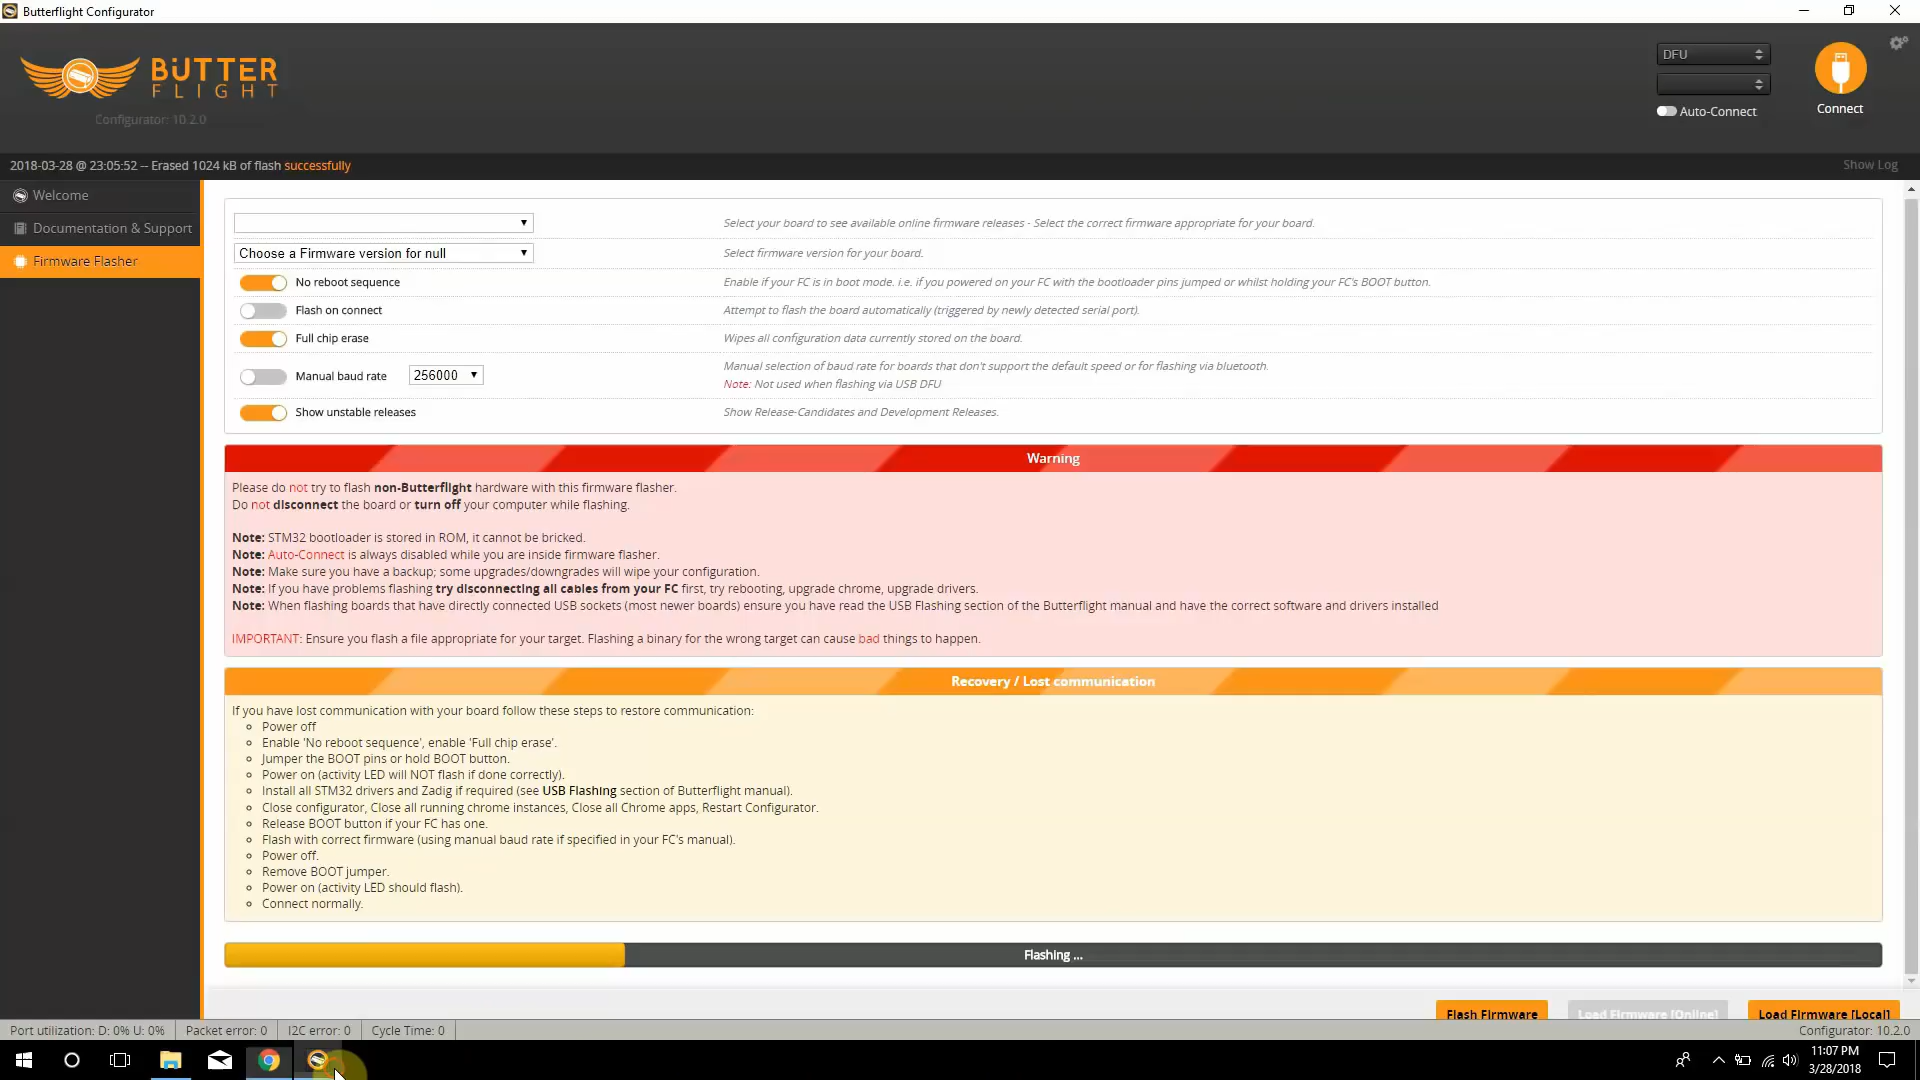 Butterflight Configurator
BUTTER
FLIGHT
Configurator: 10.2.0
DFU
Auto-Connect
Connect
2018-03-28 @ 23:05:52 -- Erased 1024 kB of flash successfully
Show Log
Welcome
Documentation & Support
Firmware Flasher
Select your board to see available online firmware releases - Select the correct firmware appropriate for your board.
Choose a Firmware version for null
Select firmware version for your board.
No reboot sequence
Enable if your FC is in boot mode. i.e. if you powered on your FC with the bootloader pins jumped or whilst holding your FC's BOOT button.
Flash on connect
Attempt to flash the board automatically (triggered by newly detected serial port).
Full chip erase
Wipes all configuration data currently stored on the board.
Manual baud rate
256000
Manual selection of baud rate for boards that don't support the default speed or for flashing via bluetooth.
Note: Not used when flashing via USB DFU
Show unstable releases
Show Release-Candidates and Development Releases.
Warning
Please do not try to flash non-Butterflight hardware with this firmware flasher.
Do not disconnect the board or turn off your computer while flashing.
Note: STM32 bootloader is stored in ROM, it cannot be bricked.
Note: Auto-Connect is always disabled while you are inside firmware flasher.
Note: Make sure you have a backup; some upgrades/downgrades will wipe your configuration.
Note: If you have problems flashing try disconnecting all cables from your FC first, try rebooting, upgrade chrome, upgrade drivers.
Note: When flashing boards that have directly connected USB sockets (most newer boards) ensure you have read the USB Flashing section of the Butterflight manual and have the correct software and drivers installed
IMPORTANT: Ensure you flash a file appropriate for your target. Flashing a binary for the wrong target can cause bad things to happen.
Recovery / Lost communication
If you have lost communication with your board follow these steps to restore communication:
Power off
Enable 'No reboot sequence', enable 'Full chip erase'.
Jumper the BOOT pins or hold BOOT button.
Power on (activity LED will NOT flash if done correctly).
Install all STM32 drivers and Zadig if required (see USB Flashing section of Butterflight manual).
Close configurator, Close all running chrome instances, Close all Chrome apps, Restart Configurator.
Release BOOT button if your FC has one.
Flash with correct firmware (using manual baud rate if specified in your FC's manual).
Power off.
Remove BOOT jumper.
Power on (activity LED should flash).
Connect normally.
Flashing ...
Flash Firmware
Load Firmware [Online]
Load Firmware [Local]
Port utilization: D: 0% U: 0%
Packet error: 0
I2C error: 0
Cycle Time: 0
Configurator: 10.2.0
11:07 PM
3/28/2018